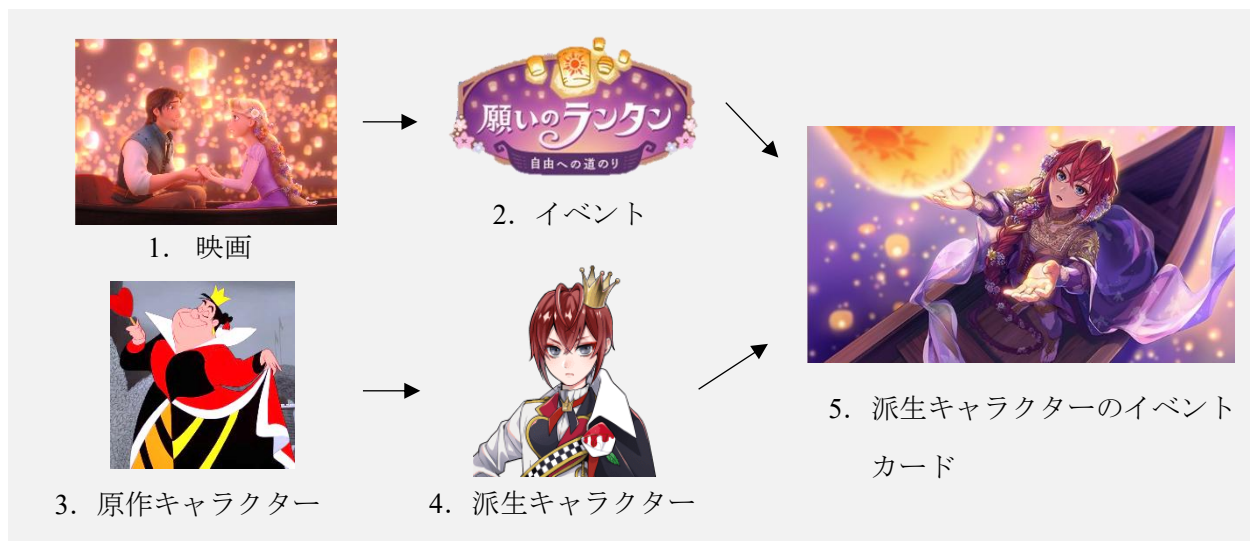 願いのランタン
自由への道のり
1. 映画
2. イベント
3. 原作キャラクター
4. 派生キャラクター
5. 派生キャラクターのイベント
カード